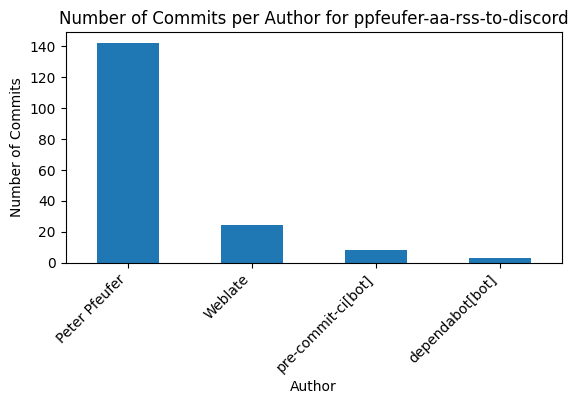 Number of Commits per Author for ppfeufer-aa-rss-to-discord
Number of Commits
140
120
100
80
60
40
20
0
Peter Pfeufer
Weblate
pre-commit-ci[bot]
dependabot[bot]
Author